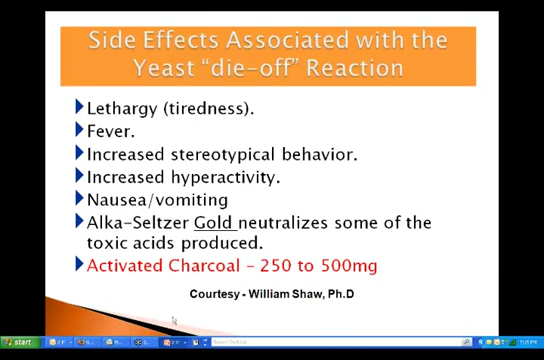 Side Effects Associated with the
Yeast “die-off” Reaction
Lethargy (tiredness).
Fever.
Increased stereotypical behavior.
Increased hyperactivity.
Nausea/vomiting
Alka-Seltzer Gold neutralizes some of the
toxic acids produced.
Activated Charcoal – 250 to 500mg
Courtesy - William Shaw, Ph.D
start